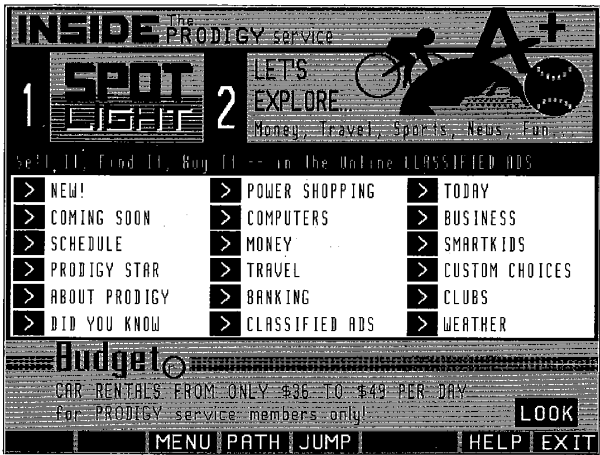 INSIDE The PRODIGY service
A+
1 SPOT LIGHT
2 LET'S EXPLORE...
Money, Travel, Sports, News, Fun...
Sell It, Find It, Buy It -- in the Online CLASSIFIED ADS
> NEW! > POWER SHOPPING > TODAY
> COMING SOON > COMPUTERS > BUSINESS
> SCHEDULE > MONEY > SMARTKIDS
> PRODIGY STAR > TRAVEL > CUSTOM CHOICES
> ABOUT PRODIGY > BANKING > CLUBS
> DID YOU KNOW > CLASSIFIED ADS > WEATHER
Budget
CAR RENTALS FROM ONLY $36 TO $49 PER DAY
for PRODIGY service members only!
LOOK
MENU PATH JUMP HELP EXIT